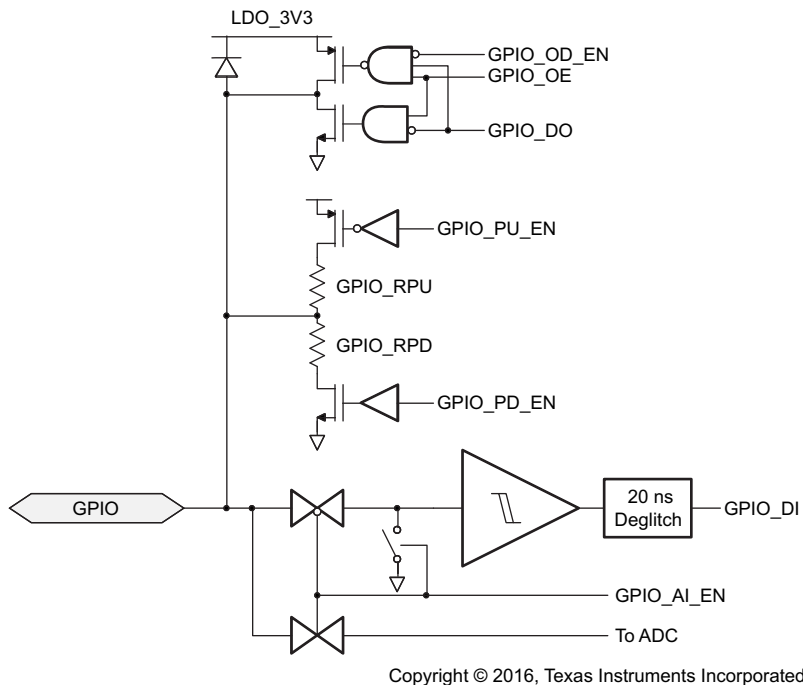 LDO_3V3
GPIO_OD_EN
GPIO_OE
GPIO_DO
GPIO_PU_EN
GPIO_RPU
GPIO_RPD
GPIO_PD_EN
GPIO
20 ns
Deglitch
GPIO_DI
GPIO_AI_EN
To ADC
Copyright © 2016, Texas Instruments Incorporated